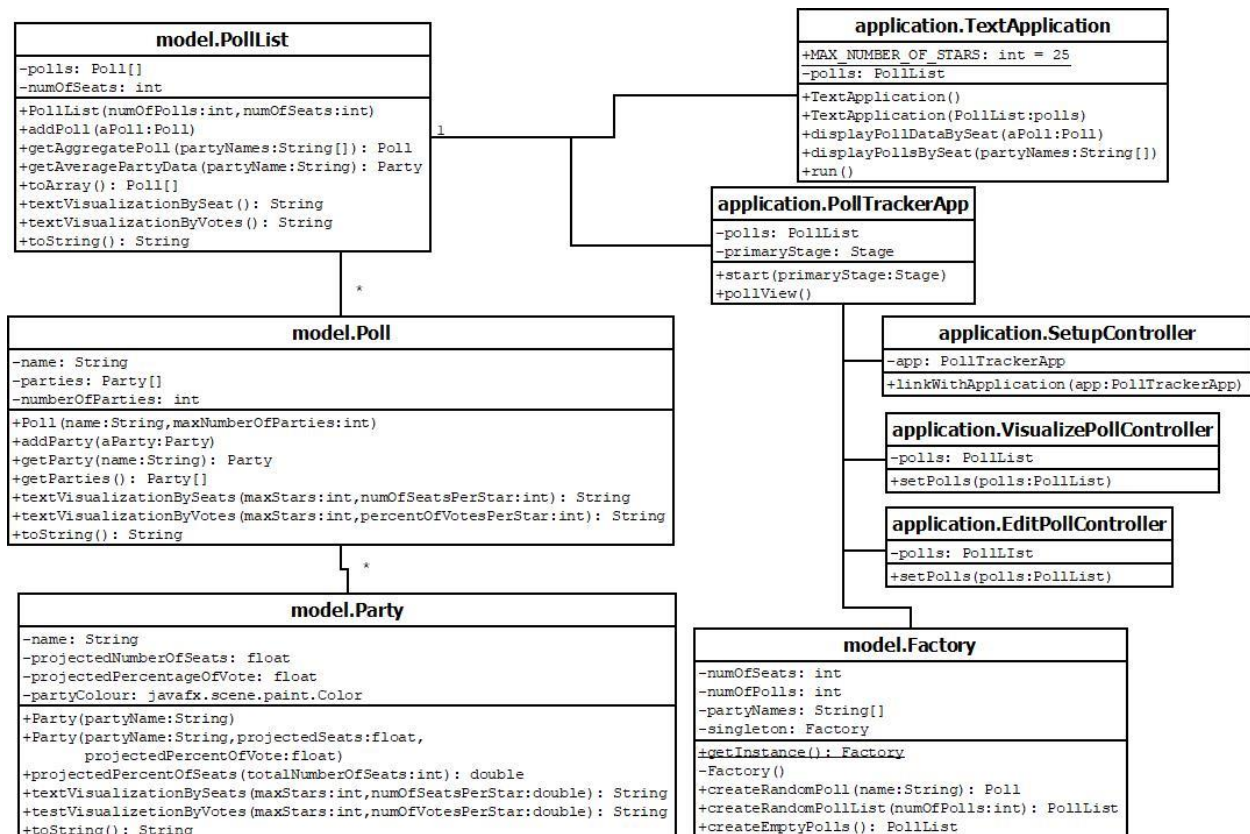 model.PollList
-polls: Poll[]
-numOfSeats: int
+PollList(numOfPolls:int,numOfSeats:int)
+addPoll(aPoll:Poll)
+getAggregatePoll(partyNames:String[]): Poll
+getAveragePartyData(partyName:String): Party
+toArray(): Poll[]
+textVisualizationBySeat(): String
+textVisualizationByVotes(): String
+toString(): String
1
*
application.TextApplication
+MAX_NUMBER_OF_STARS: int = 25
-polls: PollList
+TextApplication()
+TextApplication(PollList:polls)
+displayPollDataBySeat(aPoll:Poll)
+displayPollsBySeat(partyNames:String[])
+run()
application.PollTrackerApp
-polls: PollList
-primaryStage: Stage
+start(primaryStage:Stage)
+pollView()
model.Poll
-name: String
-parties: Party[]
-numberOfParties: int
+Poll(name:String,maxNumberOfParties:int)
+addParty(aParty:Party)
+getParty(name:String): Party
+getParties(): Party[]
+textVisualizationBySeats(maxStars:int,numOfSeatsPerStar:int): String
+textVisualizationByVotes(maxStars:int,percentOfVotesPerStar:int): String
+toString(): String
*
application.SetupController
-app: PollTrackerApp
+linkWithApplication(app:PollTrackerApp)
application.VisualizePollController
-polls: PollList
+setPolls(polls:PollList)
application.EditPollController
-polls: PollLIst
+setPolls(polls:PollList)
model.Party
-name: String
-projectedNumberOfSeats: float
-projectedPercentageOfVote: float
-partyColour: javafx.scene.paint.Color
+Party(partyName:String)
+Party(partyName:String,projectedSeats:float,
projectedPercentOfVote:float)
+projectedPercentOfSeats(totalNumberOfSeats:int): double
+textVisualizationBySeats(maxStars:int,numOfSeatsPerStar:double): String
+testVisualizationByVotes(maxStars:int,numOfVotesPerStar:double): String
+toString(): String
model.Factory
-numOfSeats: int
-numOfPolls: int
-partyNames: String[]
-singleton: Factory
+getInstance(): Factory
-Factory()
+createRandomPoll(name:String): Poll
+createRandomPollList(numOfPolls:int): PollList
+createEmptyPolls(): PollList